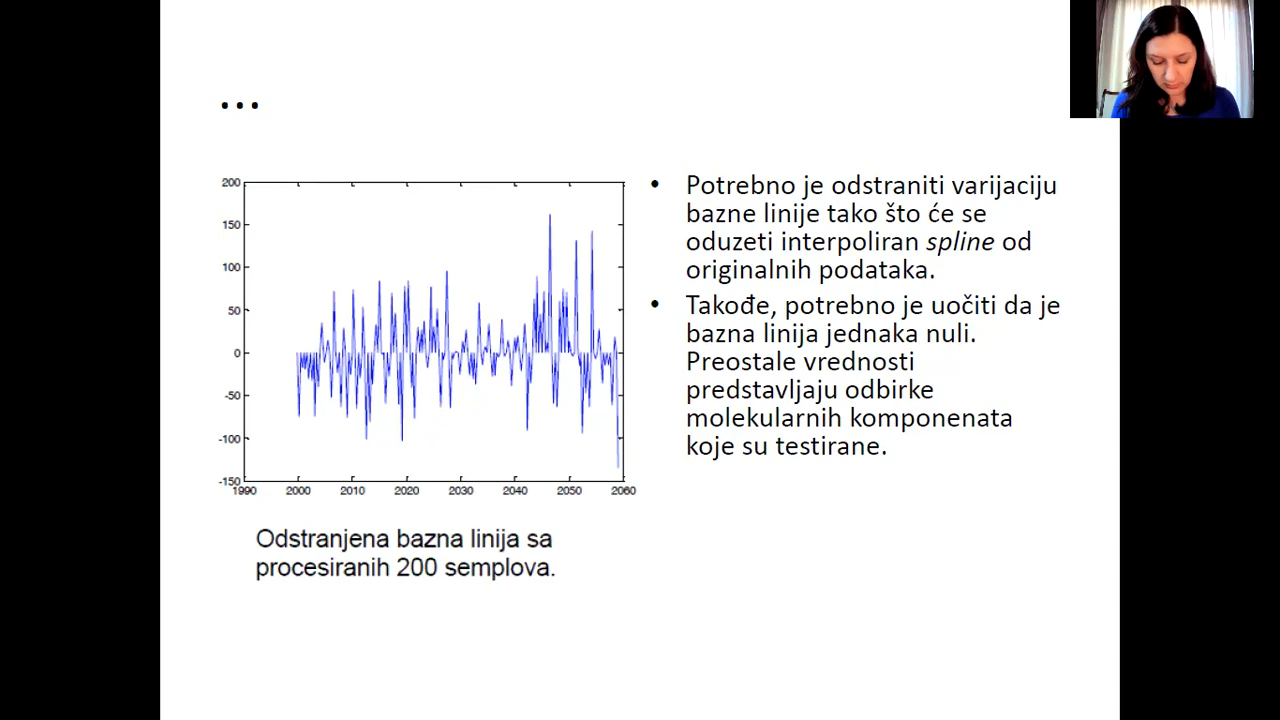 ...
200
150
100
50
0
-50
-100
-150
1990 2000 2010 2020 2030 2040 2050 2060
Odstranjena bazna linija sa
procesiranih 200 semplova.
• Potrebno je odstraniti varijaciju
bazne linije tako što će se
oduzeti interpoliran spline od
originalnih podataka.
• Takođe, potrebno je uočiti da je
bazna linija jednaka nuli.
Preostale vrednosti
predstavljaju odbirke
molekularnih komponenata
koje su testirane.